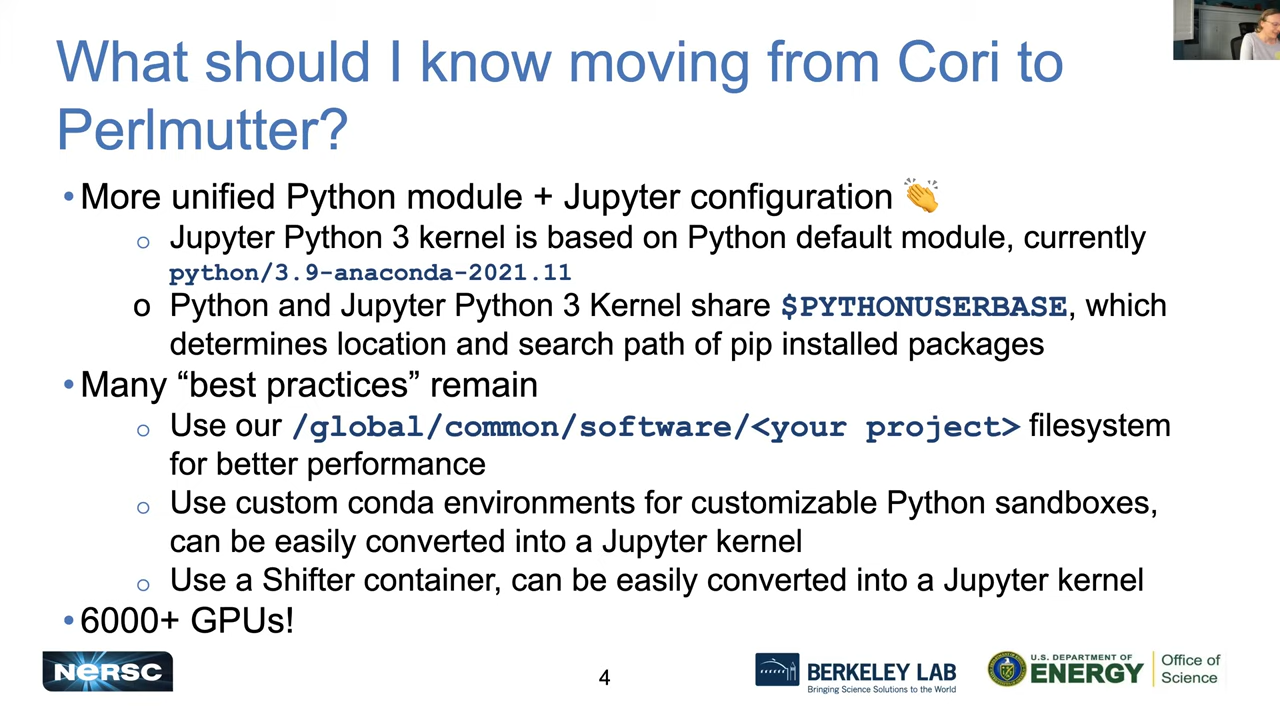 What should I know moving from Cori to
Perlmutter?
• More unified Python module + Jupyter configuration 👏
o Jupyter Python 3 kernel is based on Python default module, currently
python/3.9-anaconda-2021.11
o Python and Jupyter Python 3 Kernel share $PYTHONUSERBASE, which
determines location and search path of pip installed packages
• Many “best practices” remain
o Use our /global/common/software/<your project> filesystem
for better performance
o Use custom conda environments for customizable Python sandboxes,
can be easily converted into a Jupyter kernel
o Use a Shifter container, can be easily converted into a Jupyter kernel
• 6000+ GPUs!
NERSC
4
BERKELEY LAB
Bringing Science Solutions to the World
U.S. DEPARTMENT OF
ENERGY
Office of
Science